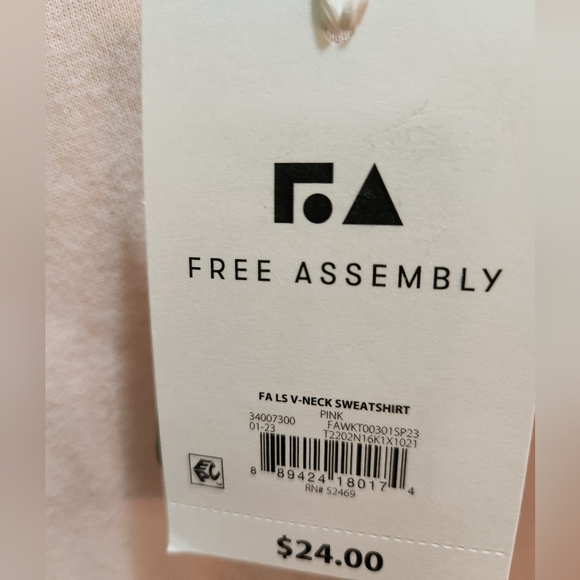 FREE ASSEMBLY
FA LS V-NECK SWEATSHIRT
PINK
34007300 FAWKT00301SP23
01-23 T2202N16K1X1021
8 89424 18017 4
RN# 52469
$24.00